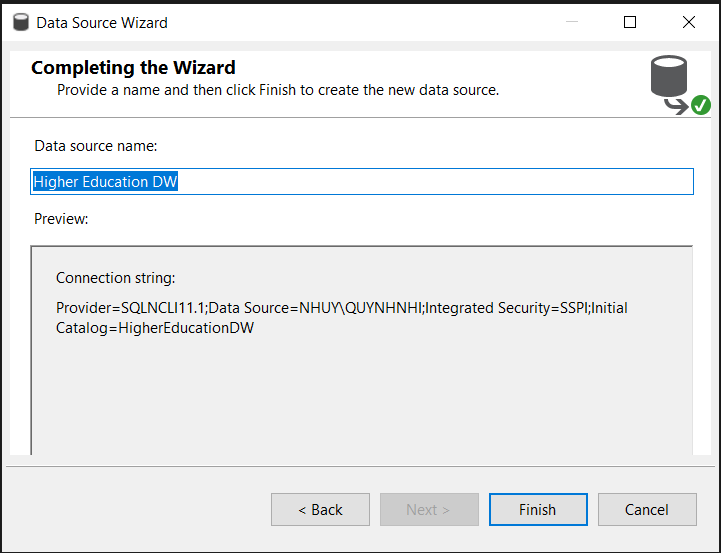 Data Source Wizard
Completing the Wizard
Provide a name and then click Finish to create the new data source.
Data source name:
Higher Education DW
Preview:
Connection string:
Provider=SQLNCLI11.1;Data Source=NHUY\QUYNHNHI;Integrated Security=SSPI;Initial
Catalog=HigherEducationDW
< Back
Next >
Finish
Cancel